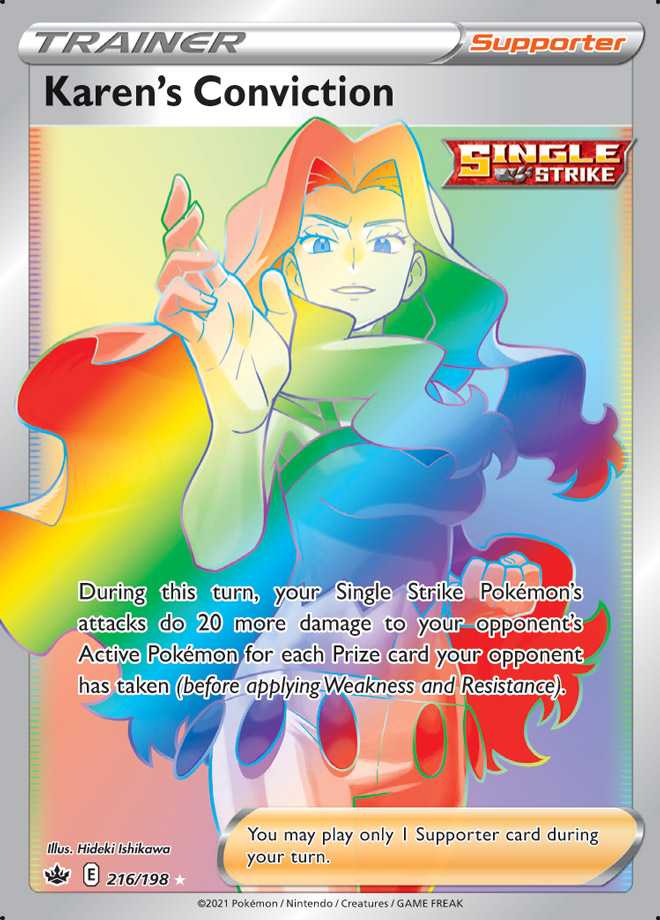 TRAINER
Supporter
Karen's Conviction
SINGLE
STRIKE
During this turn, your Single Strike Pokémon's
attacks do 20 more damage to your opponent's
Active Pokémon for each Prize card your opponent
has taken (before applying Weakness and Resistance).
You may play only 1 Supporter card during
your turn.
Illus. Hideki Ishikawa
E 216/198
©2021 Pokémon / Nintendo / Creatures / GAME FREAK